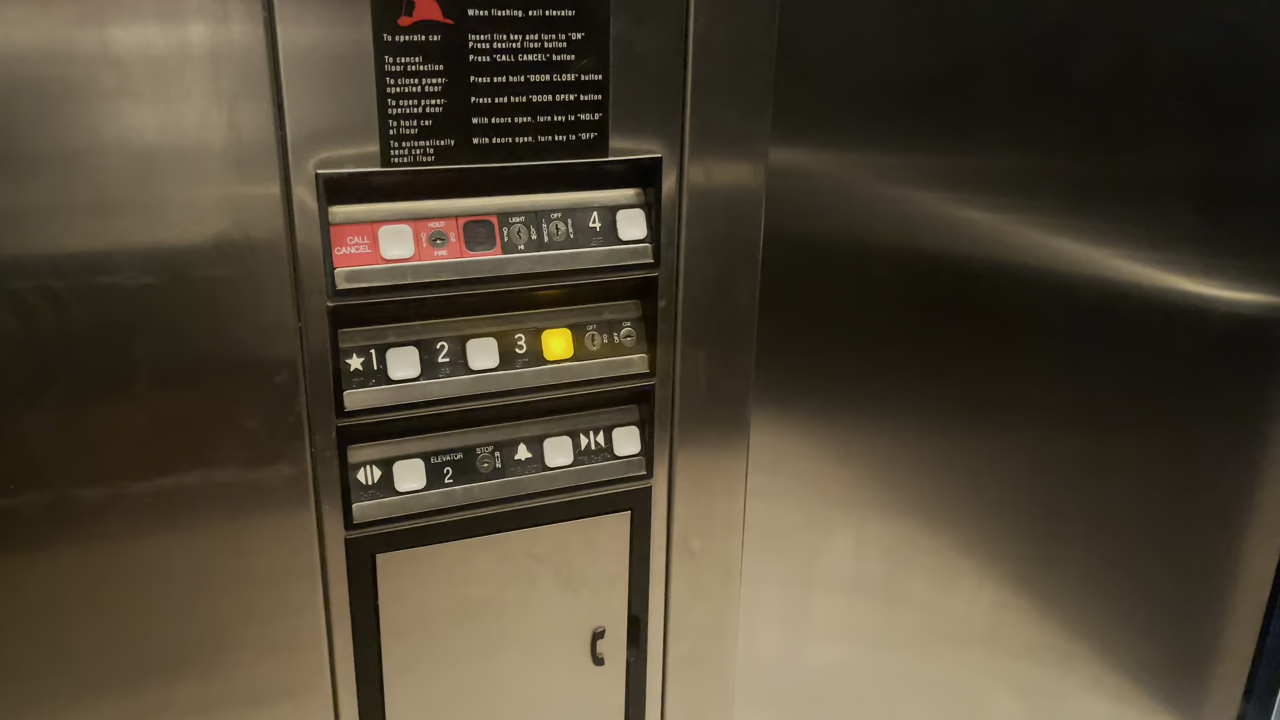 When flashing, exit elevator
To operate car
Insert fire key and turn to "ON"
Press desired floor button
To cancel
floor selection
Press "CALL CANCEL" button
To close power-
operated door
Press and hold "DOOR CLOSE" button
To open power-
operated door
Press and hold "DOOR OPEN" button
To hold car
at floor
With doors open, turn key to "HOLD"
To automatically
send car to
recall floor
With doors open, turn key to "OFF"
CALL
CANCEL
HOLD
OFF
ON
FIRE
LIGHT
OFF
LOW
HI
OFF
4
★1
2
3
OFF
ON
ELEVATOR
2
STOP
RUN